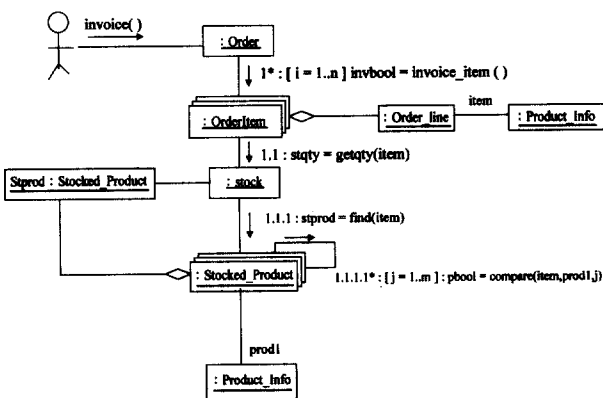 invoice( )
: Order
1* : [ i = 1..n ] invbool = invoice_item ( )
: OrderItem
: Order_line
item
: Product_Info
1.1 : stqty = getqty(item)
Stprod : Stocked_Product
: stock
1.1.1 : stprod = find(item)
: Stocked_Product
1.1.1.1* : [ j = 1..m ] : pbool = compare(item,prod1,j)
prod1
: Product_Info